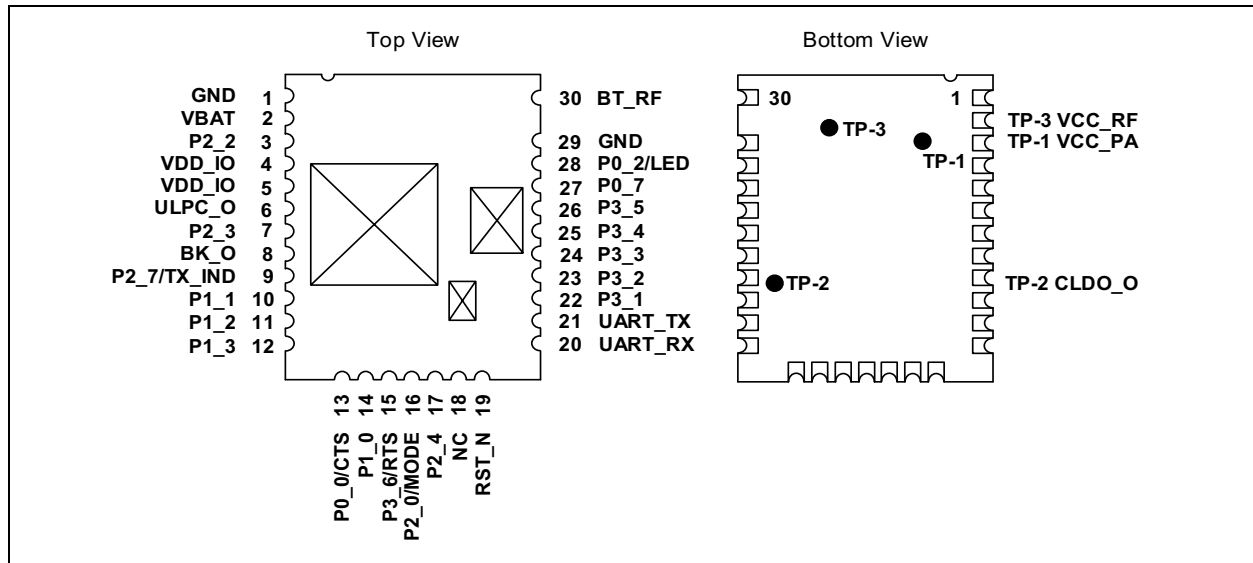 Top View
GND 1
VBAT 2
P2_2 3
VDD_IO 4
VDD_IO 5
ULPC_O 6
P2_3 7
BK_O 8
P2_7/TX_IND 9
P1_1 10
P1_2 11
P1_3 12
13 P0_0/CTS
14 P1_0
15 P3_6/RTS
16 P2_0/MODE
17 P2_4
18 NC
19 RST_N
30 BT_RF
29 GND
28 P0_2/LED
27 P0_7
26 P3_5
25 P3_4
24 P3_3
23 P3_2
22 P3_1
21 UART_TX
20 UART_RX
Bottom View
30
1
TP-3
TP-1
TP-2
TP-3 VCC_RF
TP-1 VCC_PA
TP-2 CLDO_O